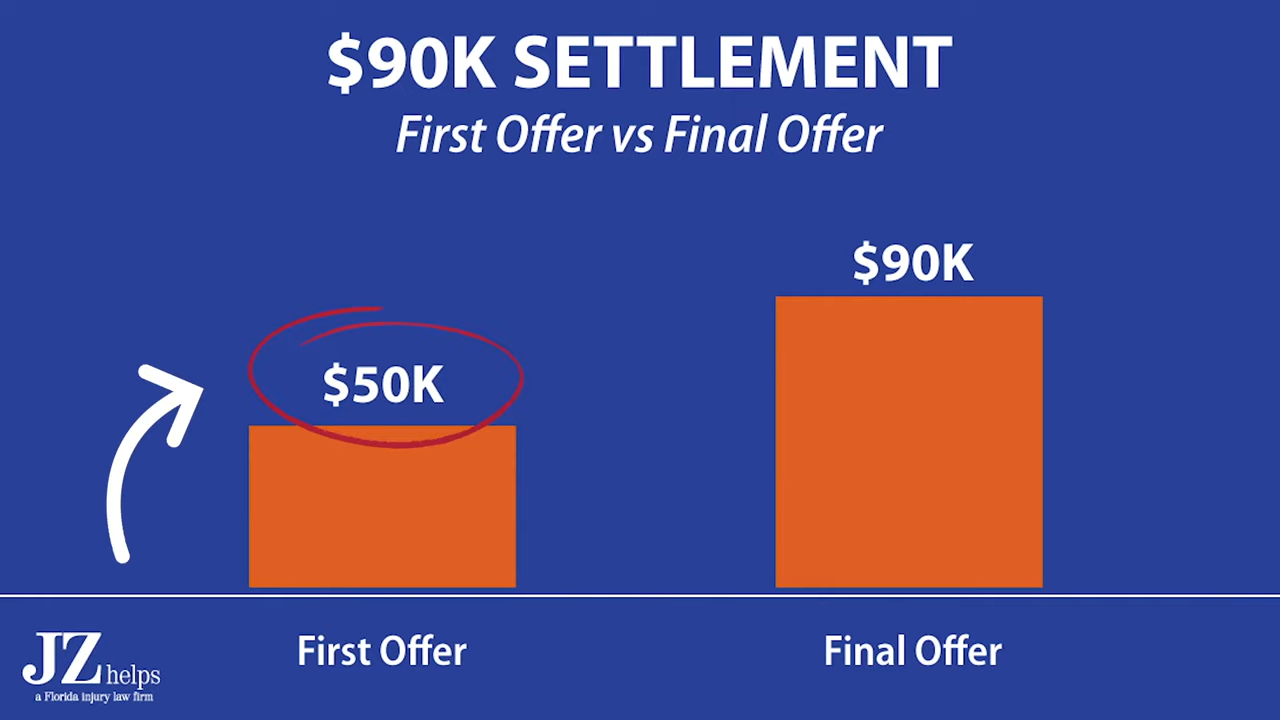 $90K SETTLEMENT
First Offer vs Final Offer
$90K
$50K
First Offer
Final Offer
JZ helps
a Florida injury law firm